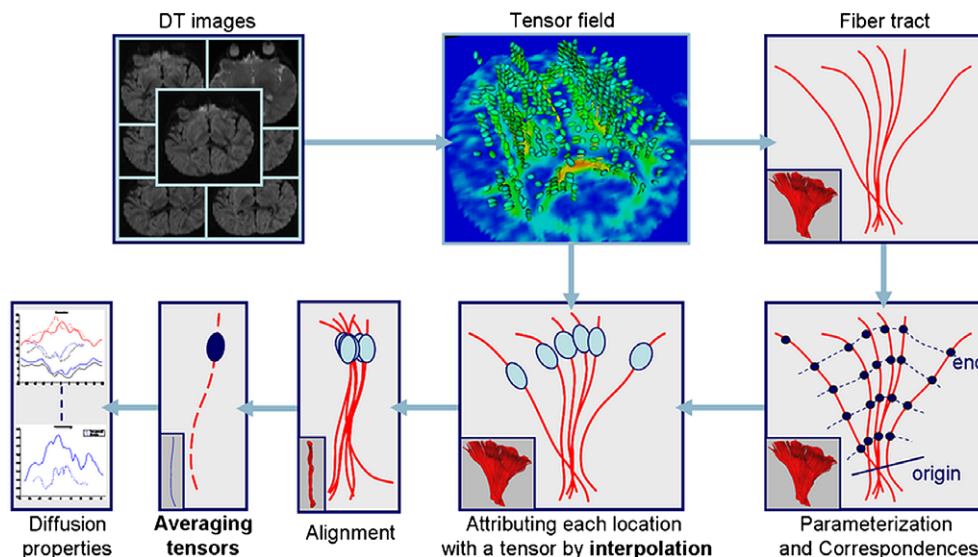 DT images
Tensor field
Fiber tract
end
origin
Diffusion
properties
Averaging
tensors
Alignment
Attributing each location
with a tensor by interpolation
Parameterization
and Correspondences